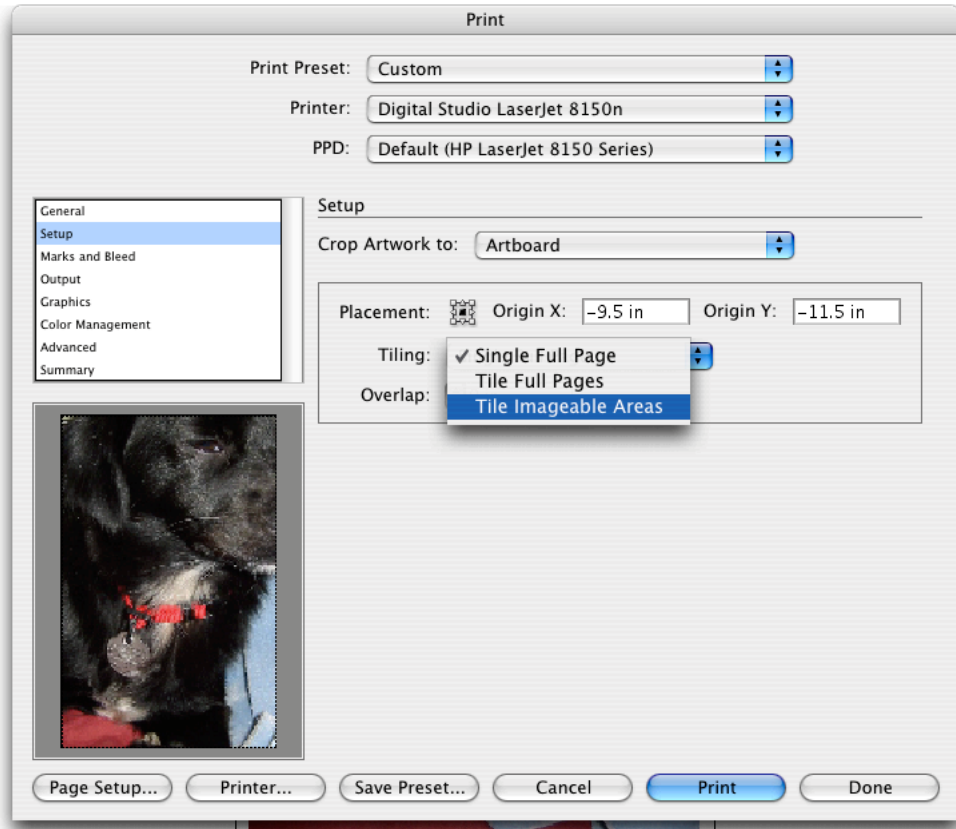 Print
Print Preset: Custom
Printer: Digital Studio LaserJet 8150n
PPD: Default (HP LaserJet 8150 Series)
General
Setup
Marks and Bleed
Output
Graphics
Color Management
Advanced
Summary
Setup
Crop Artwork to: Artboard
Placement: Origin X: -9.5 in Origin Y: -11.5 in
Tiling: ✓ Single Full Page
Tile Full Pages
Overlap: Tile Imageable Areas
Page Setup... Printer... Save Preset... Cancel Print Done